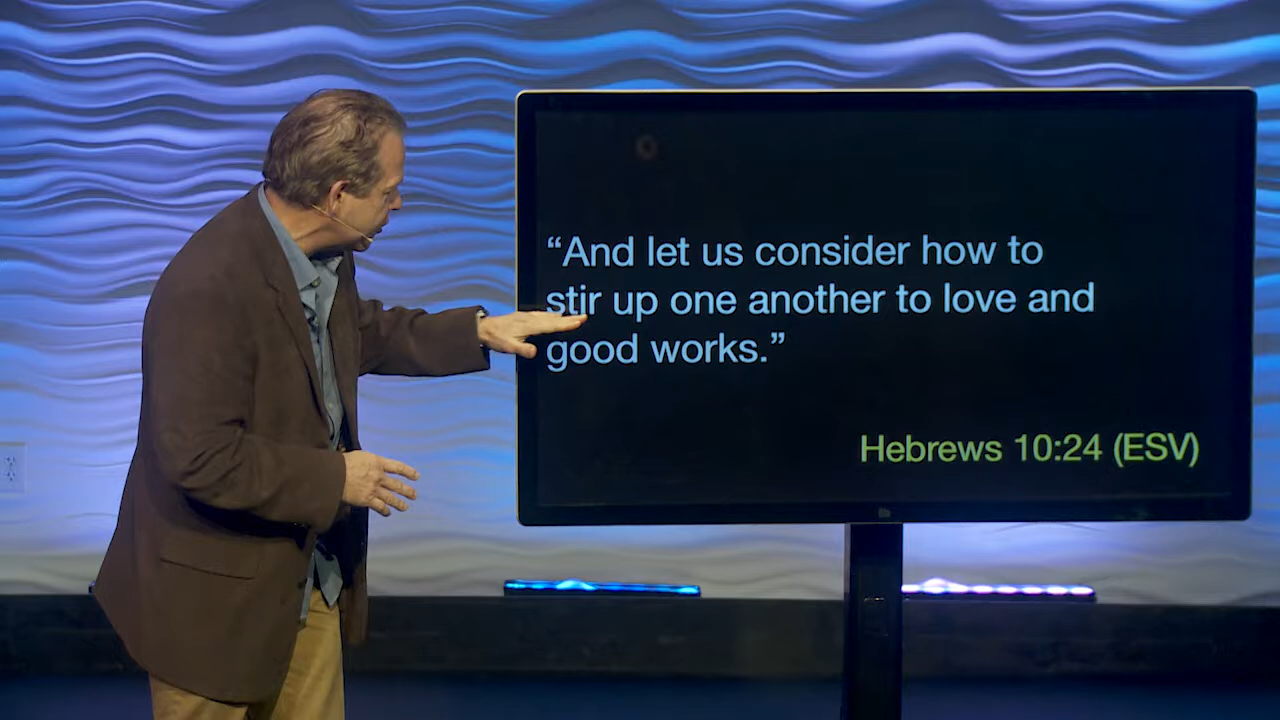 “And let us consider how to
stir up one another to love and
good works.”
Hebrews 10:24 (ESV)